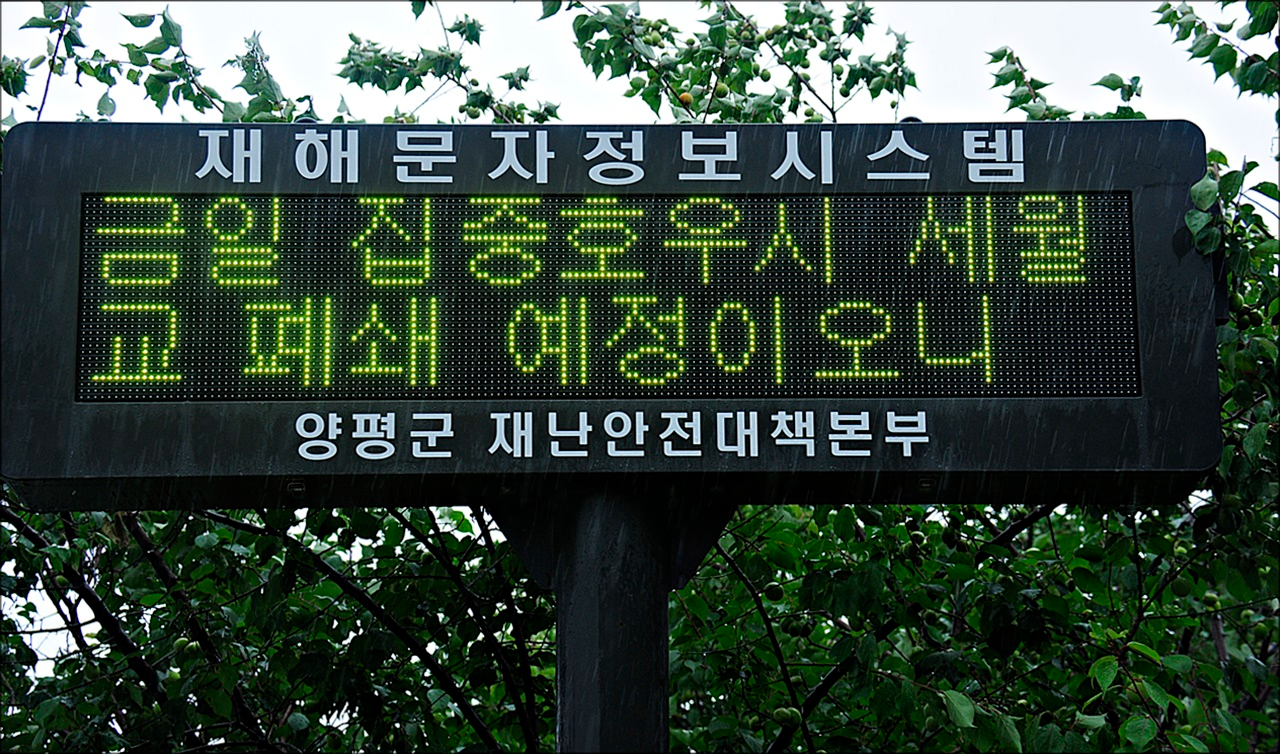 재해문자정보시스템
금일 집중호우시 세월
교 폐쇄 예정이오니
양평군 재난안전대책본부